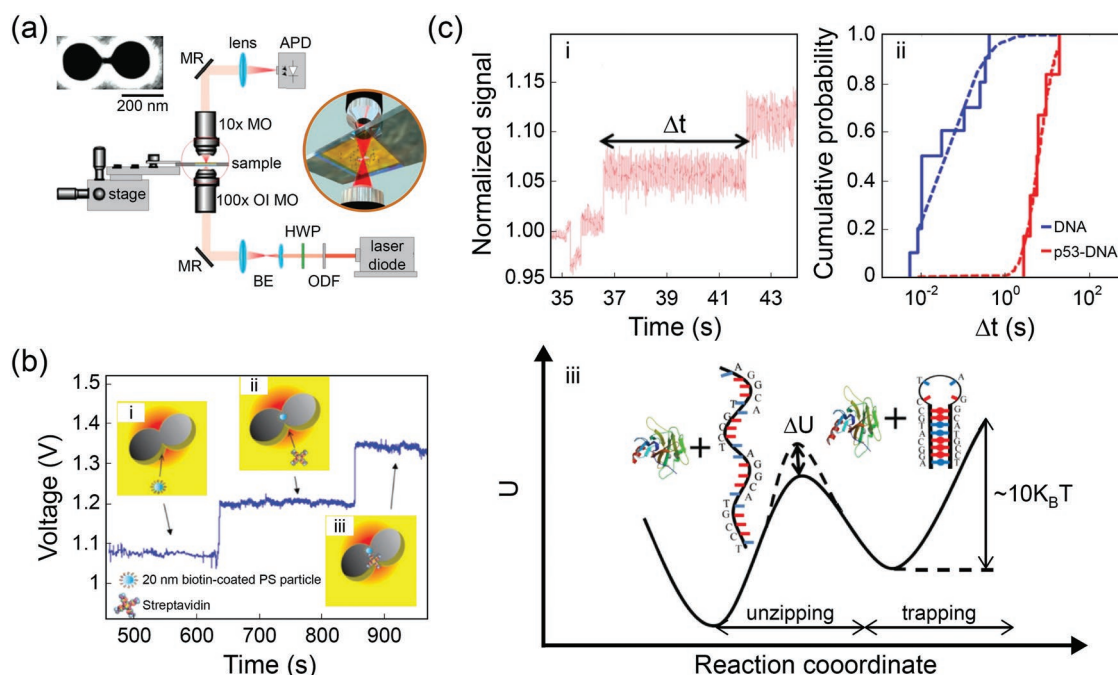 (a)
200 nm
MR
lens
APD
10x MO
sample
stage
100x OI MO
MR
BE
HWP
ODF
laser
diode
(b)
Voltage (V)
1.5
1.4
1.3
1.2
1.1
1
i
ii
iii
20 nm biotin-coated PS particle
Streptavidin
500
600
700
800
900
Time (s)
(c)
i
Normalized signal
1.15
1.10
1.05
1.00
0.95
Δt
35
37
39
41
43
Time (s)
ii
Cumulative probability
1.0
0.8
0.6
0.4
0.2
0
DNA
p53-DNA
10⁻²
10⁰
10²
Δt (s)
iii
U
+
A
G
G
C
A
T
G
C
C
T
A
G
G
C
A
T
G
C
C
T
ΔU
+
T
A
C
G
~10K_BT
unzipping
trapping
Reaction cooordinate